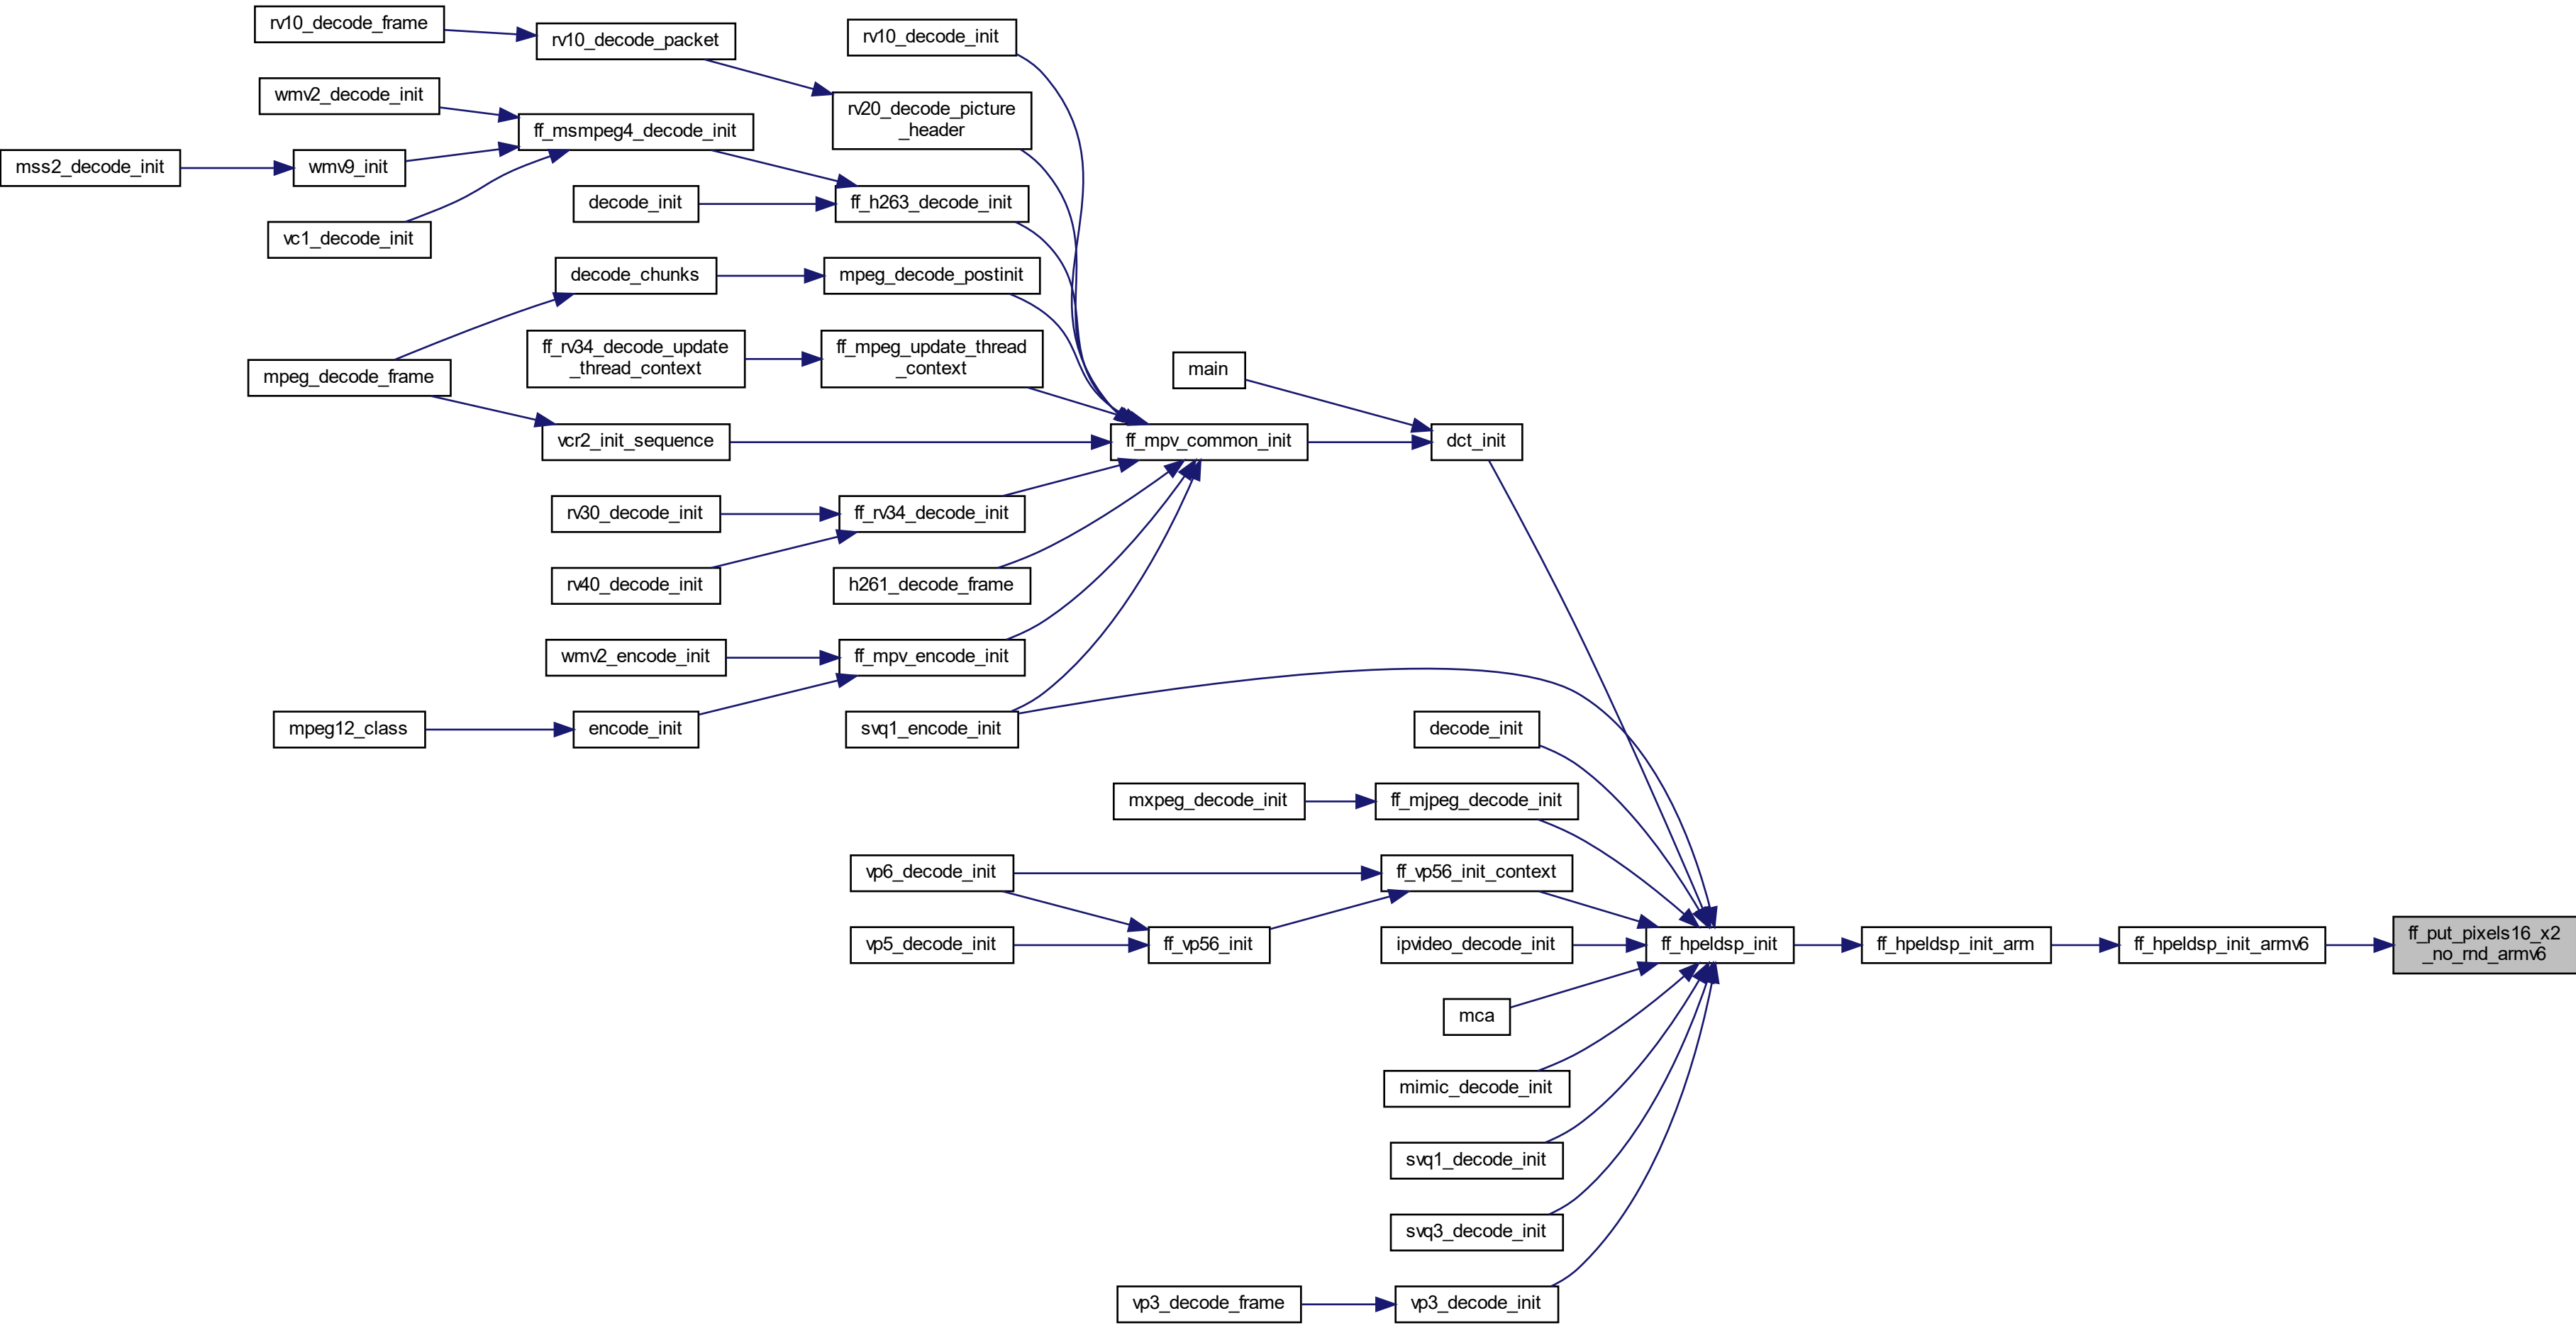 rv10_decode_frame
rv10_decode_packet
rv10_decode_init
wmv2_decode_init
ff_msmpeg4_decode_init
rv20_decode_picture
_header
mss2_decode_init
wmv9_init
decode_init
ff_h263_decode_init
vc1_decode_init
decode_chunks
mpeg_decode_postinit
ff_rv34_decode_update
_thread_context
ff_mpeg_update_thread
_context
mpeg_decode_frame
main
vcr2_init_sequence
ff_mpv_common_init
dct_init
rv30_decode_init
ff_rv34_decode_init
rv40_decode_init
h261_decode_frame
wmv2_encode_init
ff_mpv_encode_init
mpeg12_class
encode_init
svq1_encode_init
decode_init
mxpeg_decode_init
ff_mjpeg_decode_init
vp6_decode_init
ff_vp56_init_context
vp5_decode_init
ff_vp56_init
ipvideo_decode_init
ff_hpeldsp_init
ff_hpeldsp_init_arm
ff_hpeldsp_init_armv6
ff_put_pixels16_x2
_no_rnd_armv6
mca
mimic_decode_init
svq1_decode_init
svq3_decode_init
vp3_decode_frame
vp3_decode_init